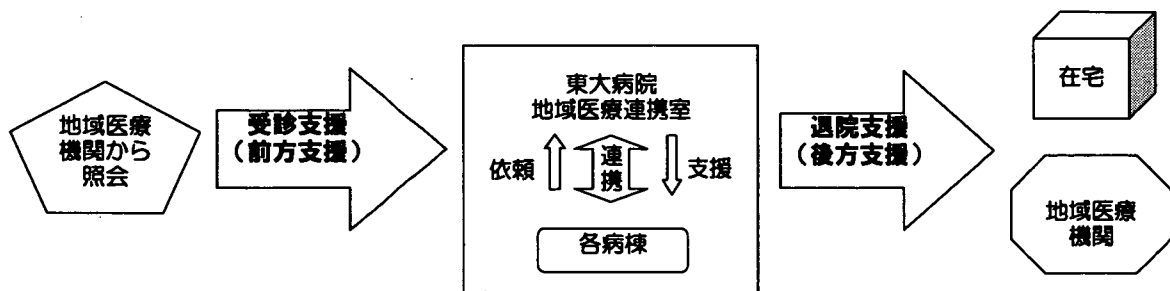 地域医療
機関から
照会
受診支援
（前方支援）
東大病院
地域医療連携室
依頼
連
携
支援
各病棟
退院支援
（後方支援）
在宅
地域医療
機関